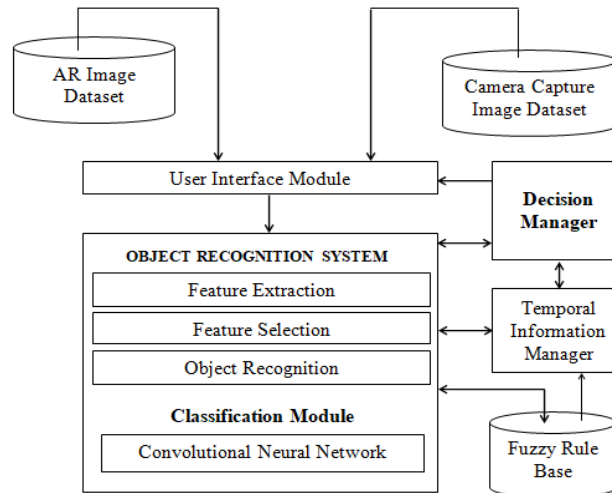 AR Image
Dataset
Camera Capture
Image Dataset
User Interface Module
Decision
Manager
OBJECT RECOGNITION SYSTEM
Feature Extraction
Feature Selection
Object Recognition
Temporal
Information
Manager
Classification Module
Convolutional Neural Network
Fuzzy Rule
Base